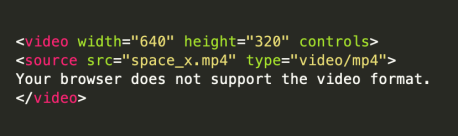 <video width="640" height="320" controls>
<source src="space_x.mp4" type="video/mp4">
Your browser does not support the video format.
</video>